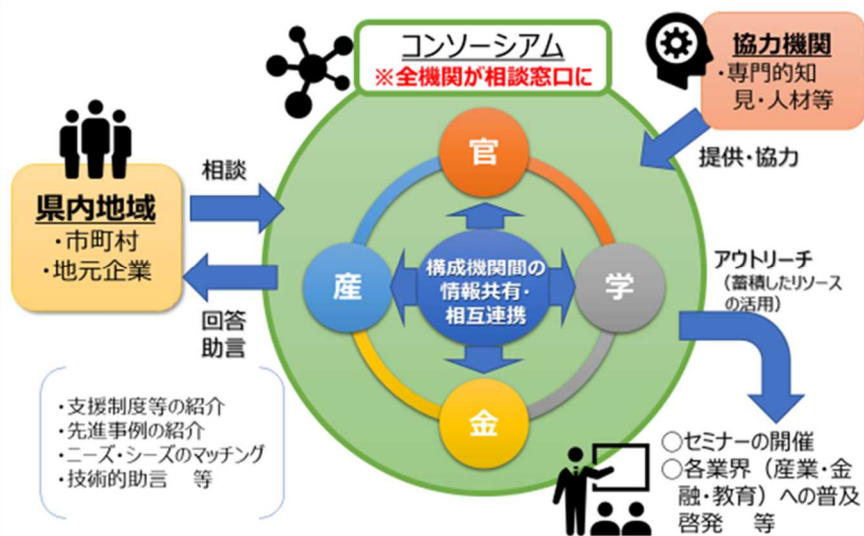 コンソーシアム
※全機関が相談窓口に
協力機関
・専門的知
見・人材等
提供・協力
県内地域
・市町村
・地元企業
相談
回答
助言
官
産
学
金
構成機関間の
情報共有・
相互連携
アウトリーチ
（蓄積したリソース
の活用）
・支援制度等の紹介
・先進事例の紹介
・ニーズ・シーズのマッチング
・技術的助言　等
○セミナーの開催
○各業界（産業・金
融・教育）への普及
啓発　等